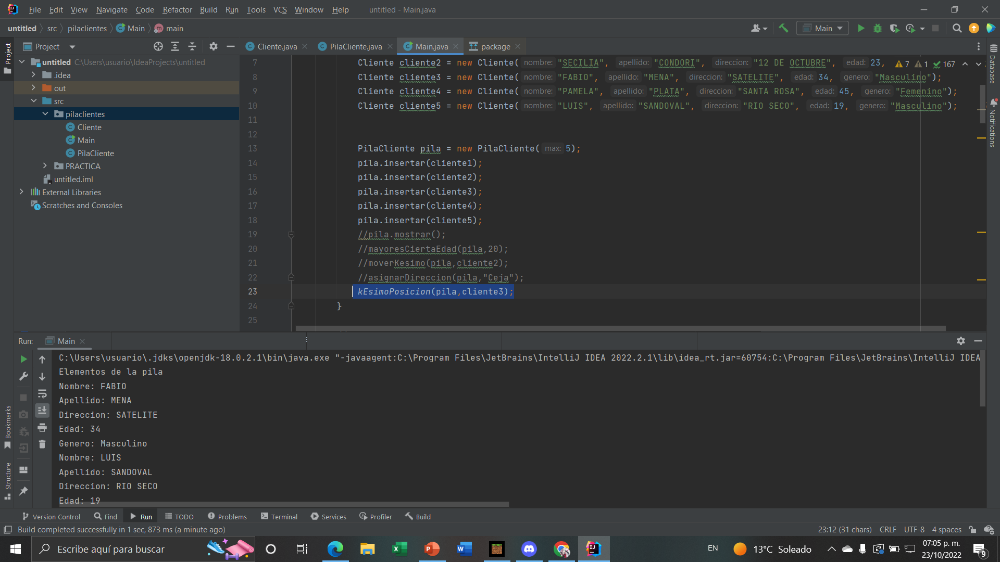 File Edit View Navigate Code Refactor Build Run Tools VCS Window Help untitled - Main.java
untitled src pilaclientes Main main
Main
Project
Cliente.java PilaCliente.java Main.java package
Project
untitled C:\Users\usuario\IdeaProjects\untitled
.idea
out
src
pilaclientes
Cliente
Main
PilaCliente
PRACTICA
untitled.iml
External Libraries
Scratches and Consoles
7 Cliente cliente2 = new Cliente( nombre: "SECILIA", apellido: "CONDORI", direccion: "12 DE OCTUBRE", edad: 23,
7 1 167
8 Cliente cliente3 = new Cliente( nombre: "FABIO", apellido: "MENA", direccion: "SATELITE", edad: 34, genero: "Masculino");
9 Cliente cliente4 = new Cliente( nombre: "PAMELA", apellido: "PLATA", direccion: "SANTA ROSA", edad: 45, genero: "Femenino");
10 Cliente cliente5 = new Cliente( nombre: "LUIS", apellido: "SANDOVAL", direccion: "RIO SECO", edad: 19, genero: "Masculino");
11
12
13 PilaCliente pila = new PilaCliente( max: 5);
14 pila.insertar(cliente1);
15 pila.insertar(cliente2);
16 pila.insertar(cliente3);
17 pila.insertar(cliente4);
18 pila.insertar(cliente5);
19 //pila.mostrar();
20 //mayoresCiertaEdad(pila,20);
21 //moverKesimo(pila,cliente2);
22 //asignarDireccion(pila,"Ceja");
23 kEsimoPosicion(pila,cliente3);
24 }
25
Database
Notifications
Run: Main
C:\Users\usuario\.jdks\openjdk-18.0.2.1\bin\java.exe "-javaagent:C:\Program Files\JetBrains\IntelliJ IDEA 2022.2.1\lib\idea_rt.jar=60754:C:\Program Files\JetBrains\IntelliJ IDEA
Elementos de la pila
Nombre: FABIO
Apellido: MENA
Direccion: SATELITE
Edad: 34
Genero: Masculino
Nombre: LUIS
Apellido: SANDOVAL
Direccion: RIO SECO
Edad: 19
Bookmarks
Structure
Version Control Find Run TODO Problems Terminal Services Profiler Build
Build completed successfully in 1 sec, 873 ms (a minute ago)
23:12 (31 chars) CRLF UTF-8 4 spaces
Escribe aquí para buscar
EN 13°C Soleado
07:05 p. m.
23/10/2022
9